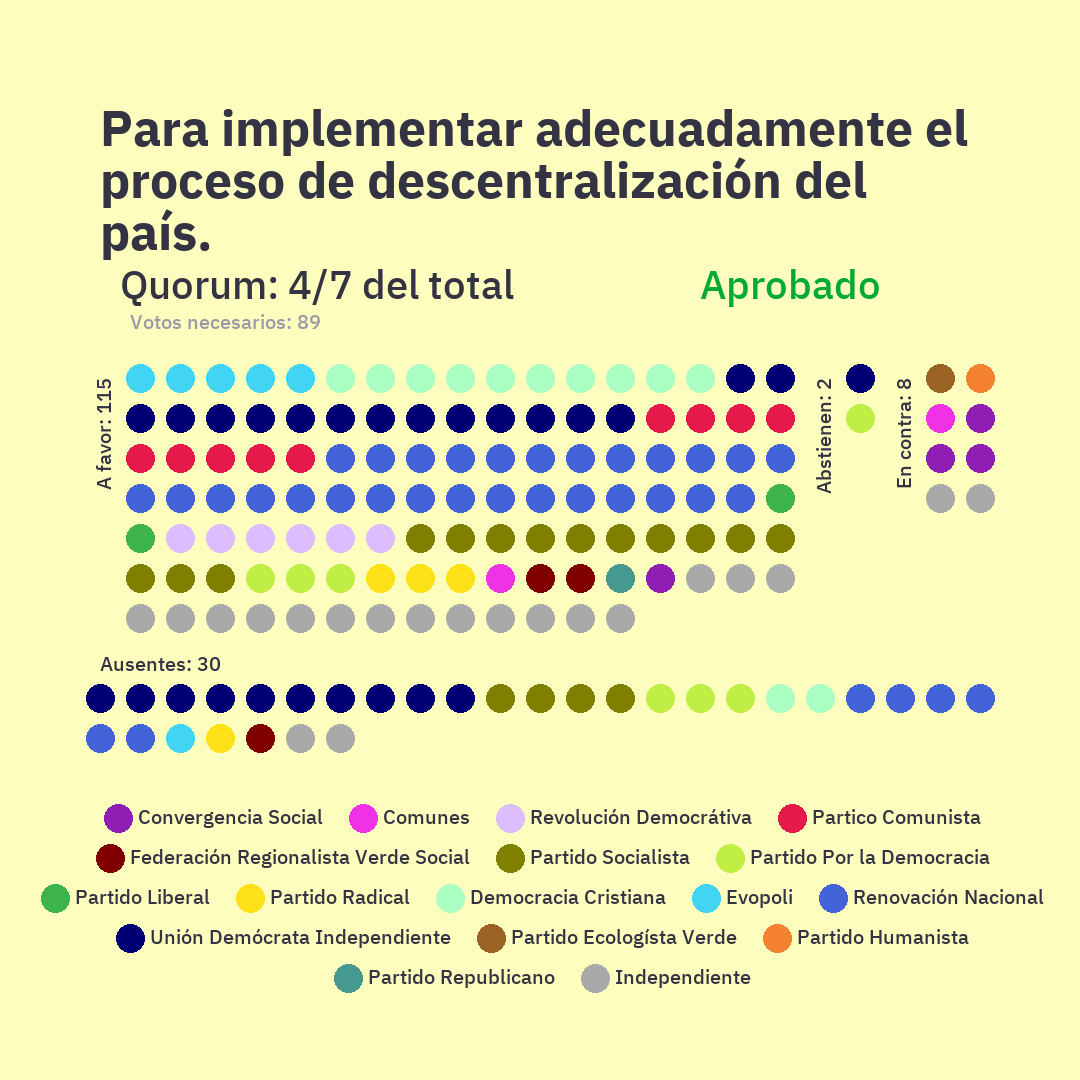 Para implementar adecuadamente el
proceso de descentralización del
país.
Quorum: 4/7 del total
Aprobado
Votos necesarios: 89
A favor: 115
Abstienen: 2
En contra: 8
Ausentes: 30
Convergencia Social
Comunes
Revolución Democrátiva
Partico Comunista
Federación Regionalista Verde Social
Partido Socialista
Partido Por la Democracia
Partido Liberal
Partido Radical
Democracia Cristiana
Evopoli
Renovación Nacional
Unión Demócrata Independiente
Partido Ecologísta Verde
Partido Humanista
Partido Republicano
Independiente